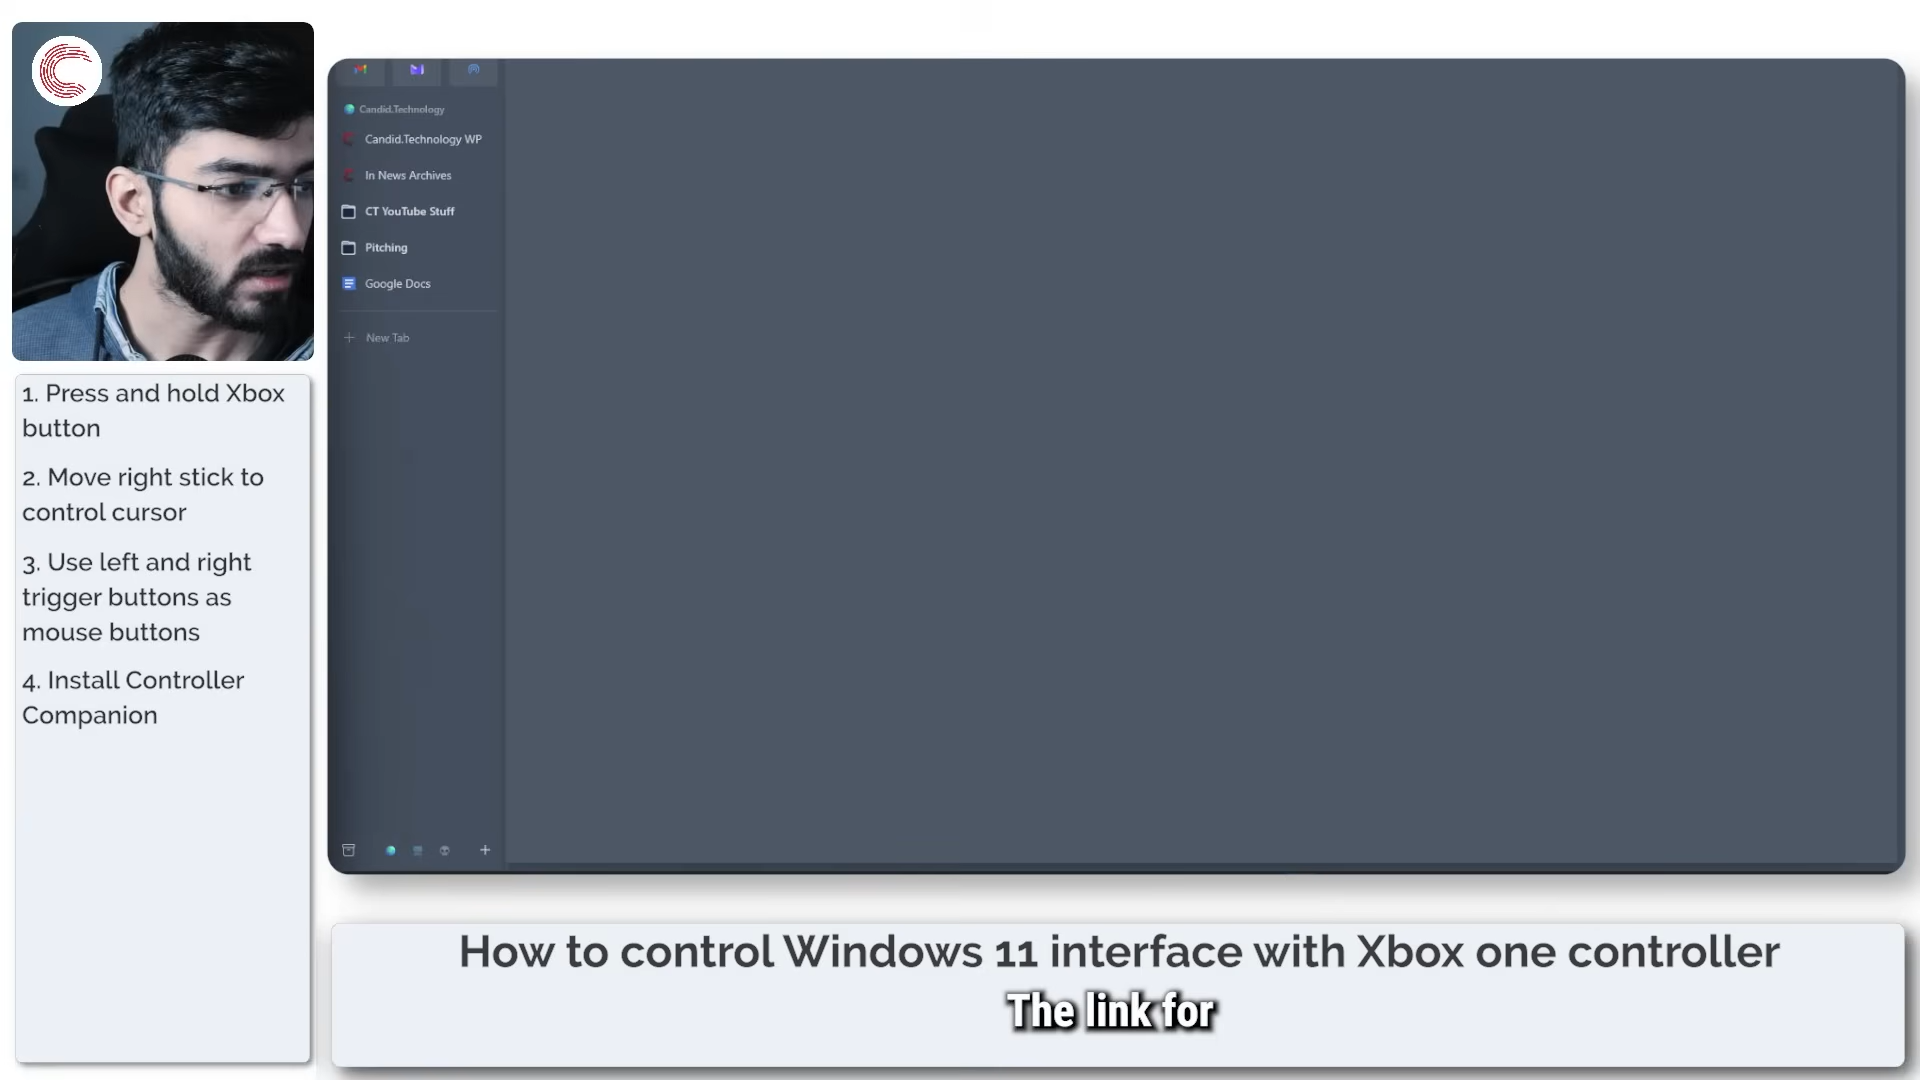 Candid.Technology
Candid.Technology WP
In News Archives
CT YouTube Stuff
Pitching
Google Docs
New Tab
1. Press and hold Xbox
button
2. Move right stick to
control cursor
3. Use left and right
trigger buttons as
mouse buttons
4. Install Controller
Companion
How to control Windows 11 interface with Xbox one controller
The link for